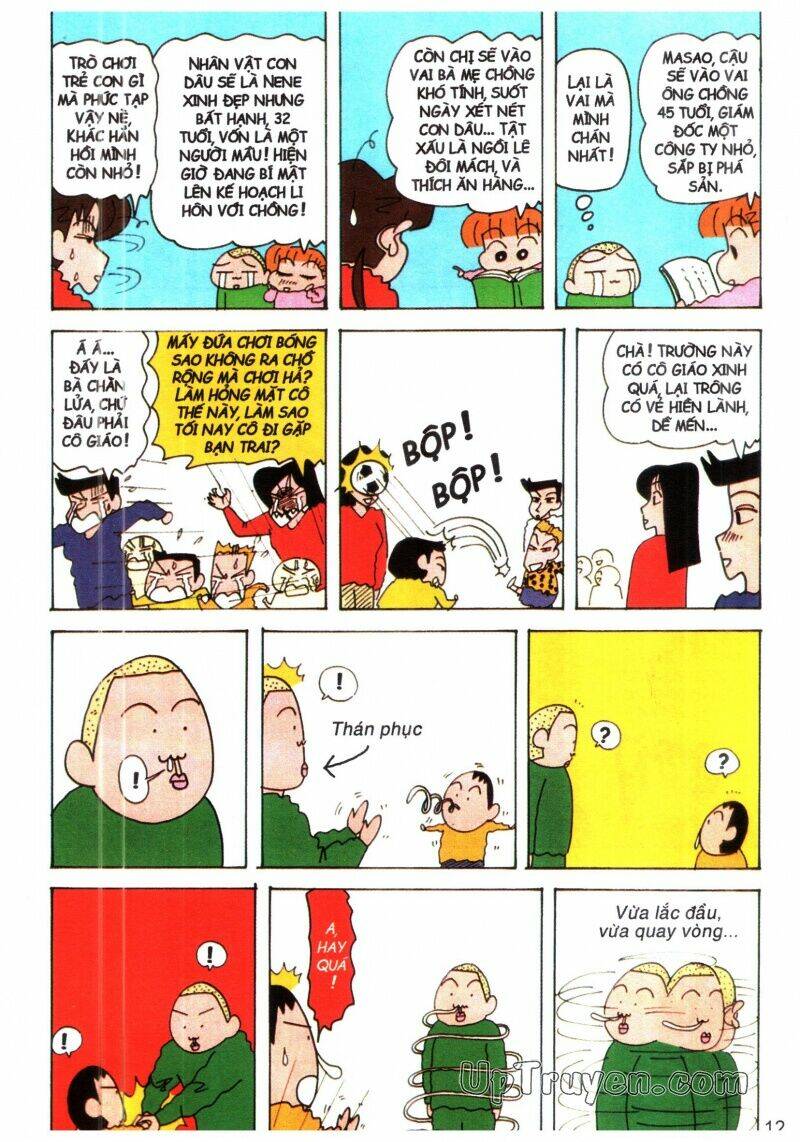 MASAO, CẬU
SẼ VÀO VAI
ÔNG CHỒNG
45 TUỔI, GIÁM
ĐỐC MỘT
CÔNG TY NHỎ,
SẮP BỊ PHÁ
SẢN.
LẠI LÀ
VAI MÀ
MÌNH
CHÁN
NHẤT!
CÒN CHỊ SẼ VÀO
VAI BÀ MẸ CHỒNG
KHÓ TÍNH, SUỐT
NGÀY XÉT NÉT
CON DÂU... TẬT
XẤU LÀ NGỒI LÊ
ĐÔI MÁCH, VÀ
THÍCH ĂN HÀNG...
NHÂN VẬT CON
DÂU SẼ LÀ NENE
XINH ĐẸP NHƯNG
BẤT HẠNH, 32
TUỔI, VỐN LÀ MỘT
NGƯỜI MẪU! HIỆN
GIỜ ĐANG BÍ MẬT
LÊN KẾ HOẠCH LI
HÔN VỚI CHỒNG!
TRÒ CHƠI
TRẺ CON GÌ
MÀ PHỨC TẠP
VẬY NÈ,
KHÁC HẲN
HỒI MÌNH
CÒN NHỎ!
CHÀ! TRƯỜNG NÀY
CÓ CÔ GIÁO XINH
QUÁ, LẠI TRÔNG
CÓ VẺ HIỀN LÀNH,
DỄ MẾN...
BỘP!
BỘP!
MẤY ĐỨA CHƠI BÓNG
SAO KHÔNG RA CHỖ
RỘNG MÀ CHƠI HẢ?
LÀM HỎNG MẶT CÔ
THẾ NÀY, LÀM SAO
TỐI NAY CÔ ĐI GẶP
BẠN TRAI?
Á Á...
ĐẤY LÀ
BÀ CHẰN
LỬA, CHỨ
ĐÂU PHẢI
CÔ GIÁO!
?
?
!
Thán phục
!
Vừa lắc đầu,
vừa quay vòng...
A,
HAY
QUÁ
!
!
!
UpTruyen.com
12